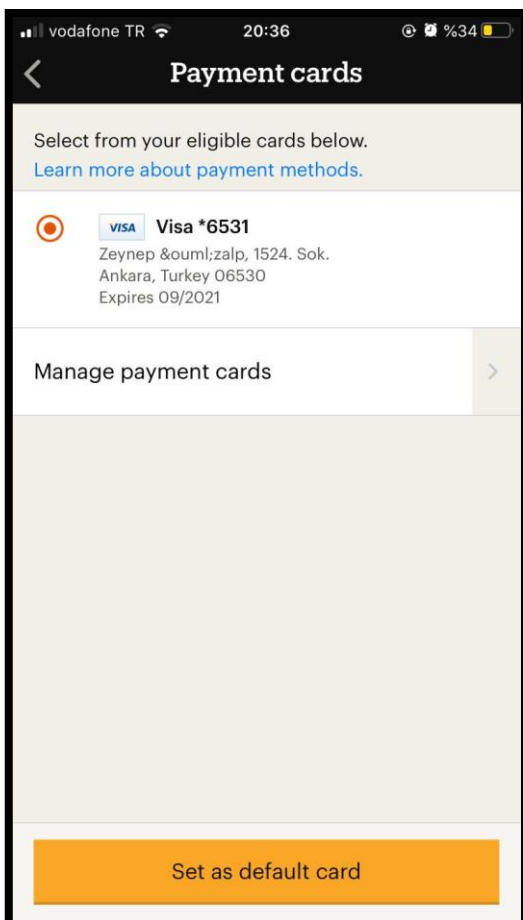 vodafone TR 20:36 %34
Payment cards
Select from your eligible cards below.
Learn more about payment methods.
VISA Visa *6531
Zeynep &ouml;zalp, 1524. Sok.
Ankara, Turkey 06530
Expires 09/2021
Manage payment cards
Set as default card